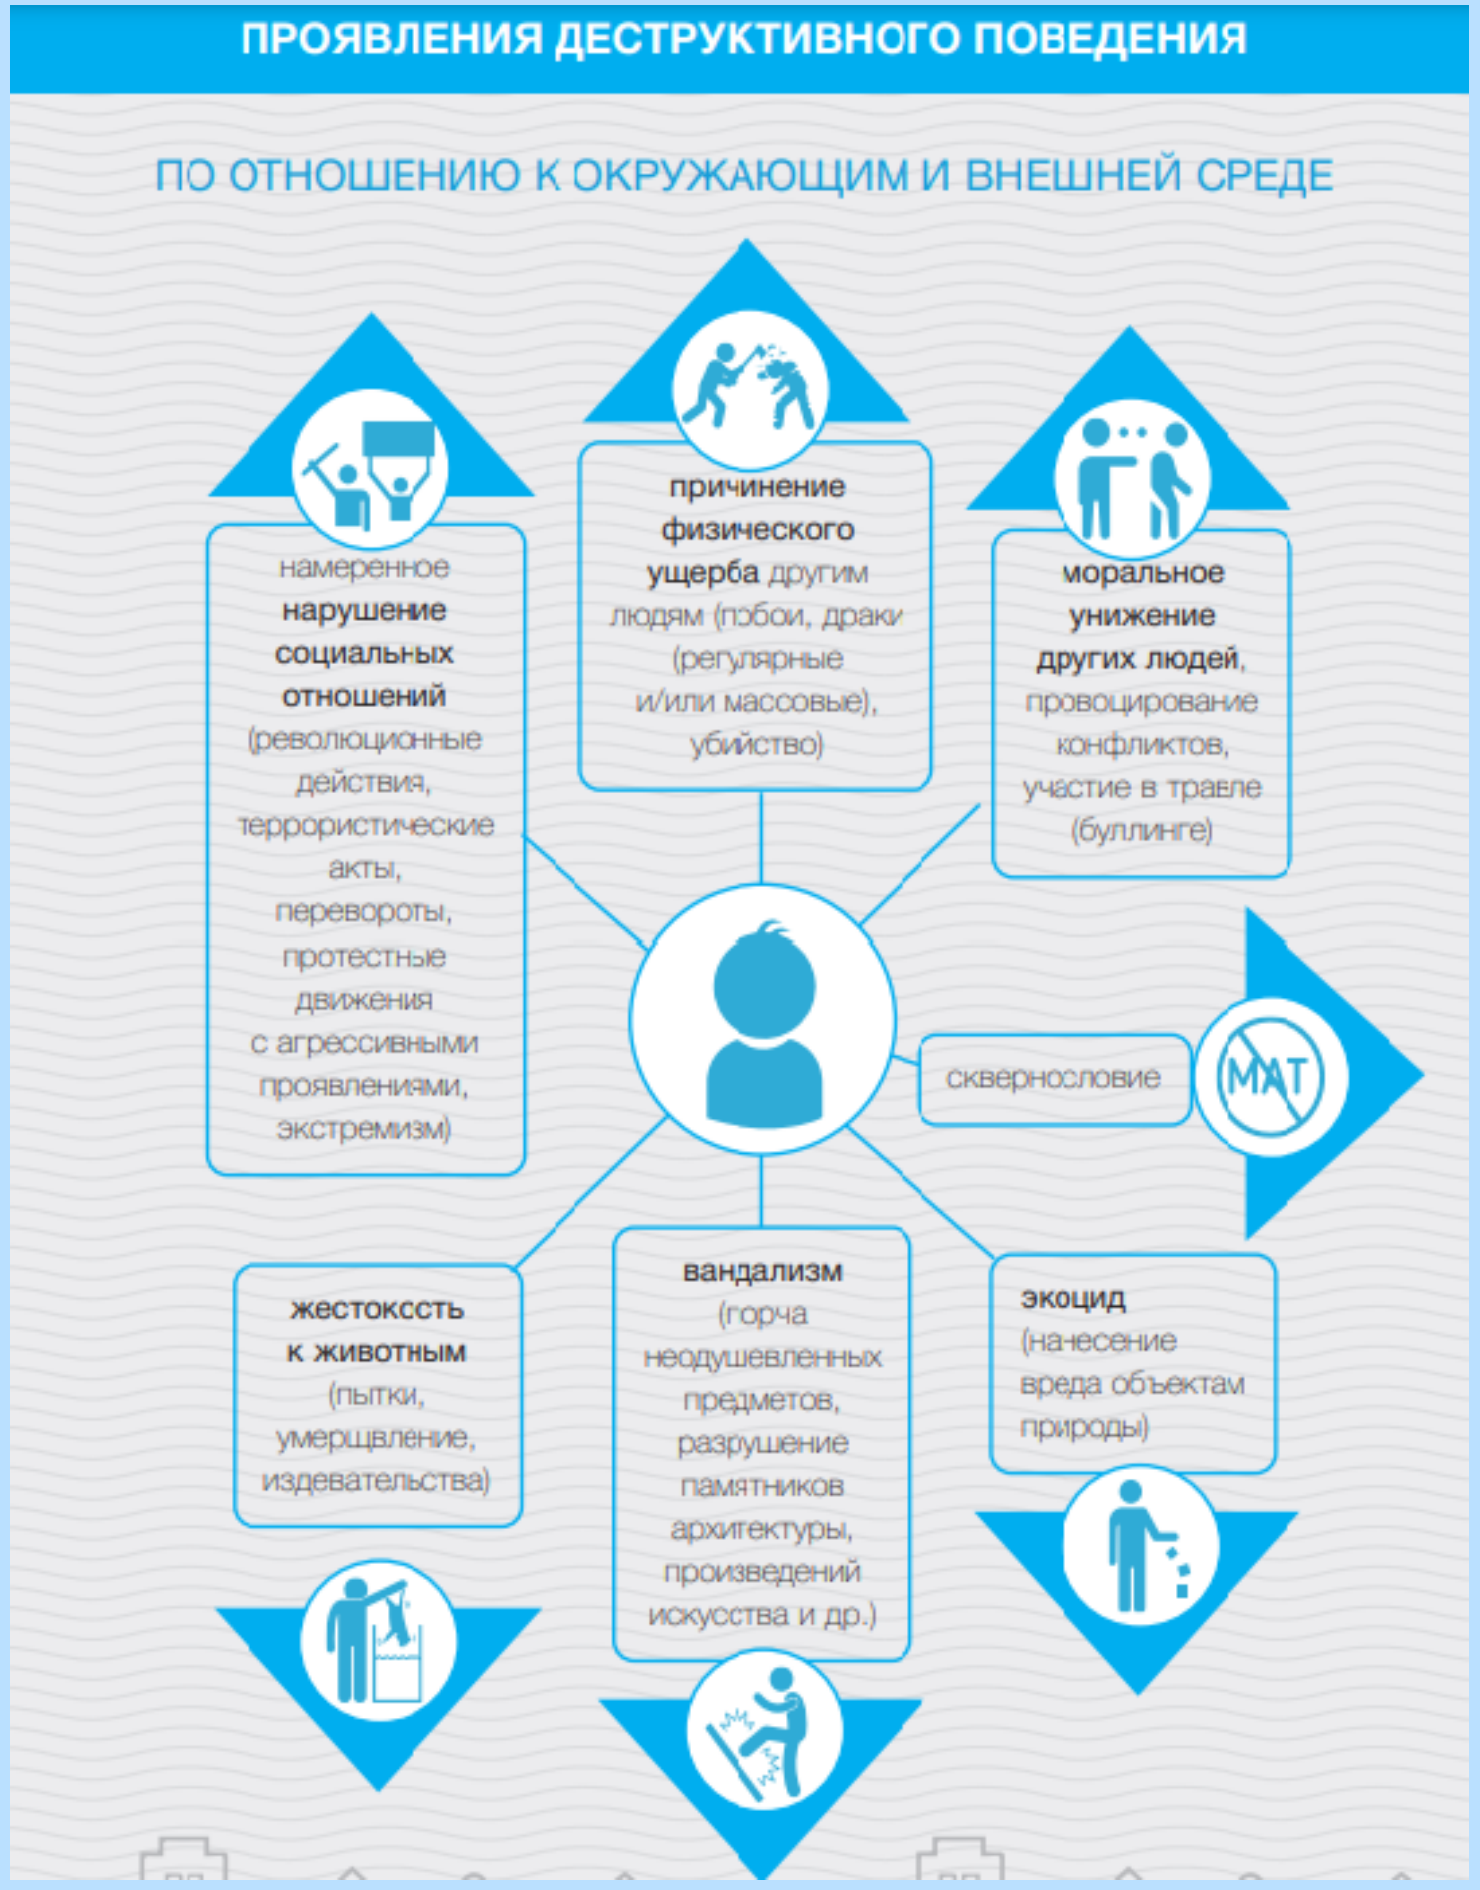 ПРОЯВЛЕНИЯ ДЕСТРУКТИВНОГО ПОВЕДЕНИЯ
ПО ОТНОШЕНИЮ К ОКРУЖАЮЩИМ И ВНЕШНЕЙ СРЕДЕ
намеренное
нарушение
социальных
отношений
(революционные
действия,
террористические
акты,
перевороты,
протестные
движения
с агрессивными
проявлениями,
экстремизм)
причинение
физического
ущерба другим
людям (побои, драки
(регулярные
и/или массовые),
убийство)
моральное
унижение
других людей,
провоцирование
конфликтов,
участие в травле
(буллинге)
сквернословие
МАТ
жестокость
к животным
(пытки,
умерщвление,
издевательства)
вандализм
(порча
неодушевленных
предметов,
разрушение
памятников
архитектуры,
произведений
искусства и др.)
экоцид
(нанесение
вреда объектам
природы)